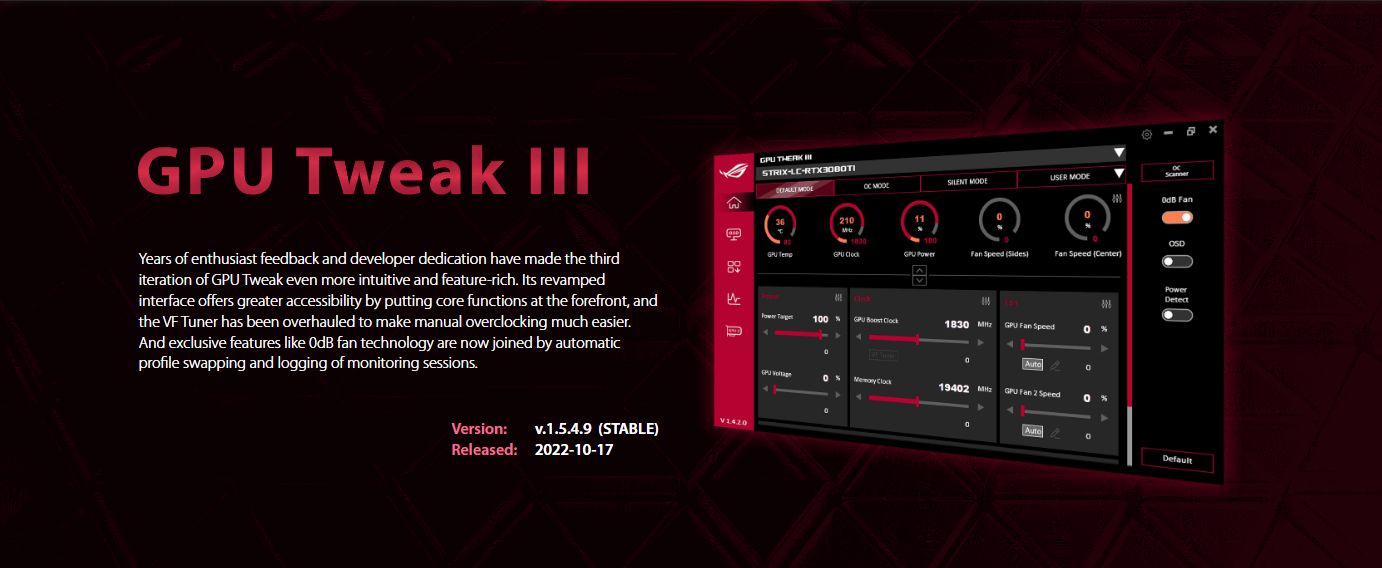 GPU Tweak III
Years of enthusiast feedback and developer dedication have made the third
iteration of GPU Tweak even more intuitive and feature-rich. Its revamped
interface offers greater accessibility by putting core functions at the forefront, and
the VF Tuner has been overhauled to make manual overclocking much easier.
And exclusive features like 0dB fan technology are now joined by automatic
profile swapping and logging of monitoring sessions.
Version: v.1.5.4.9 (STABLE)
Released: 2022-10-17
GPU TWEAK III
STRIX-LC-RTX3080TI
DEFAULT MODE OC MODE SILENT MODE USER MODE
36 °C 83
210 MHz 1830
11 % 100
0 % 0
0 % 0
GPU Temp GPU Clock GPU Power Fan Speed (Sides) Fan Speed (Center)
OSD
Power
Power Target 100 %
0
GPU Voltage 0 %
0
Clock
GPU Boost Clock 1830 MHz
VF Tuner 0
Memory Clock 19402 MHz
0
GPU Fan Speed 0 %
Auto 0
GPU Fan 2 Speed 0 %
Auto 0
V 1.4.2.0
OC
Scanner
0dB Fan
OSD
Power
Detect
Default